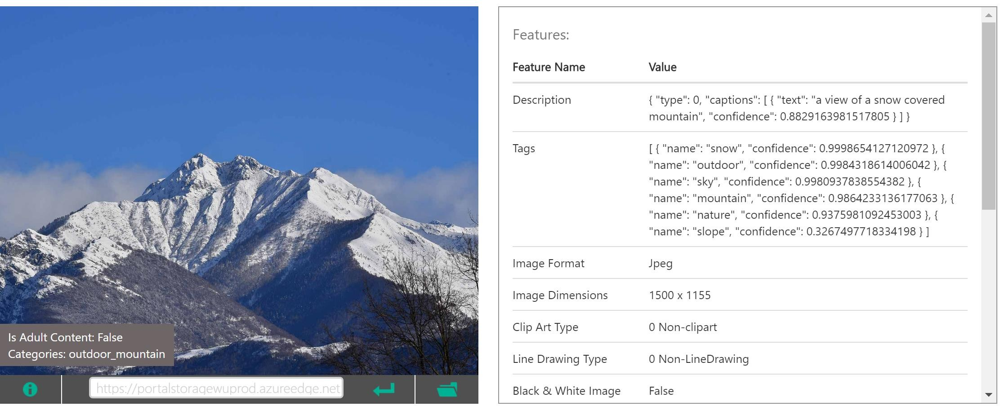 Is Adult Content: False
Categories: outdoor_mountain
https://portalstoragewuprod.azureedge.net
Features:
Feature Name Value
Description { "type": 0, "captions": [ { "text": "a view of a snow covered
mountain", "confidence": 0.8829163981517805 } ] }
Tags [ { "name": "snow", "confidence": 0.9998654127120972 }, {
"name": "outdoor", "confidence": 0.9984318614006042 }, {
"name": "sky", "confidence": 0.9980937838554382 }, {
"name": "mountain", "confidence": 0.9864233136177063 }, {
"name": "nature", "confidence": 0.9375981092453003 }, {
"name": "slope", "confidence": 0.3267497718334198 } ]
Image Format Jpeg
Image Dimensions 1500 x 1155
Clip Art Type 0 Non-clipart
Line Drawing Type 0 Non-LineDrawing
Black & White Image False